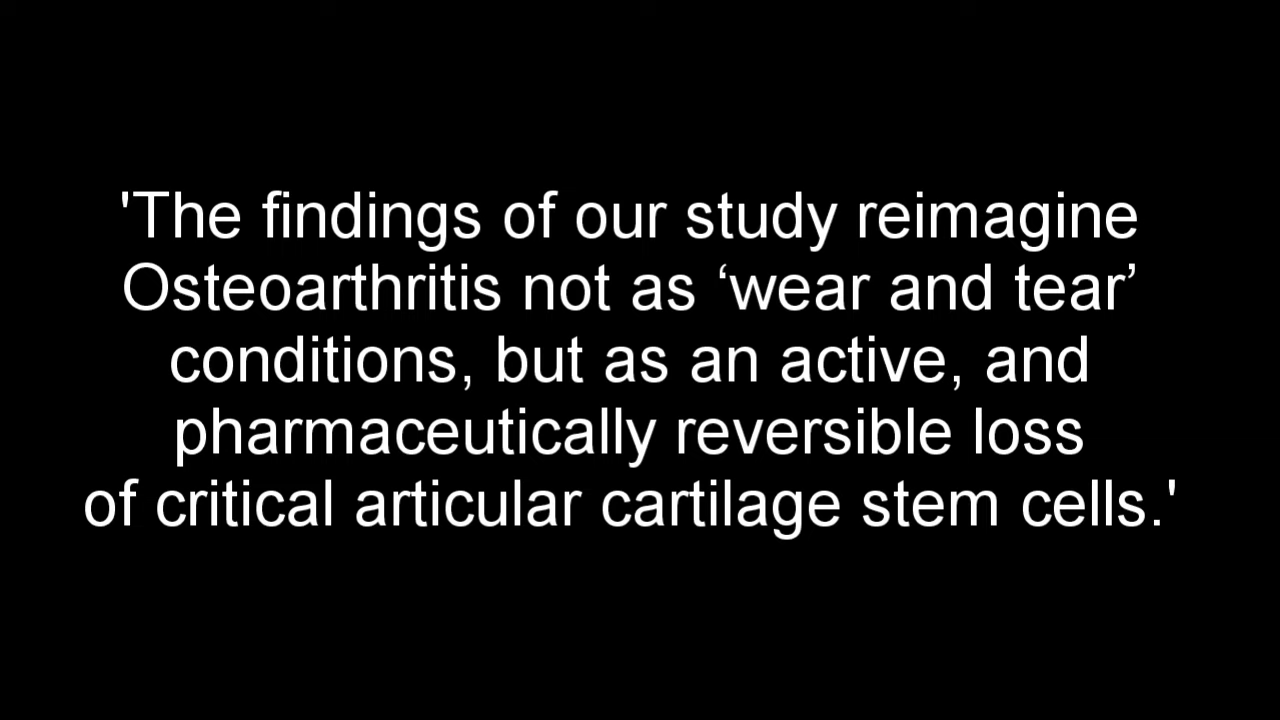 'The findings of our study reimagine
Osteoarthritis not as ‘wear and tear’
conditions, but as an active, and
pharmaceutically reversible loss
of critical articular cartilage stem cells.'